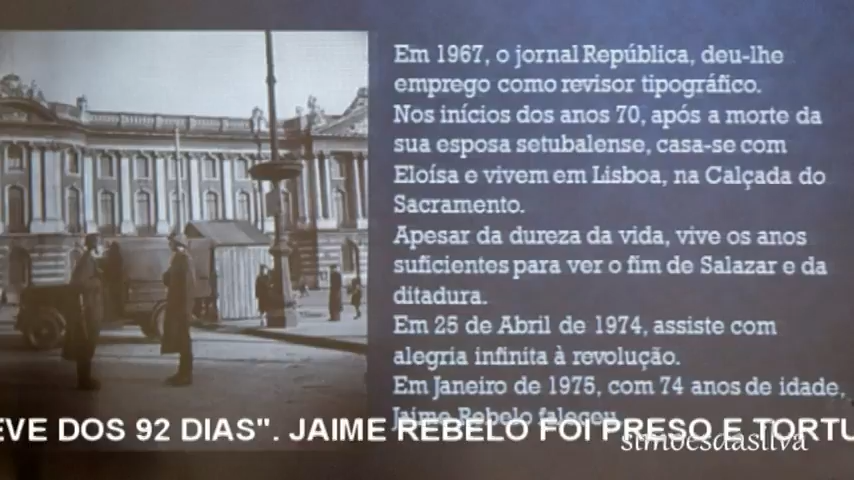 Em 1967, o jornal República, deu-lhe
emprego como revisor tipográfico.
Nos inícios dos anos 70, após a morte da
sua esposa setubalense, casa-se com
Eloísa e vivem em Lisboa, na Calçada do
Sacramento.
Apesar da dureza da vida, vive os anos
suficientes para ver o fim de Salazar e da
ditadura.
Em 25 de Abril de 1974, assiste com
alegria infinita à revolução.
Em Janeiro de 1975, com 74 anos de idade,
Jaime Rebelo faleceu.
EVE DOS 92 DIAS". JAIME REBELO FOI PRESO E TORTU
simoesdasilva